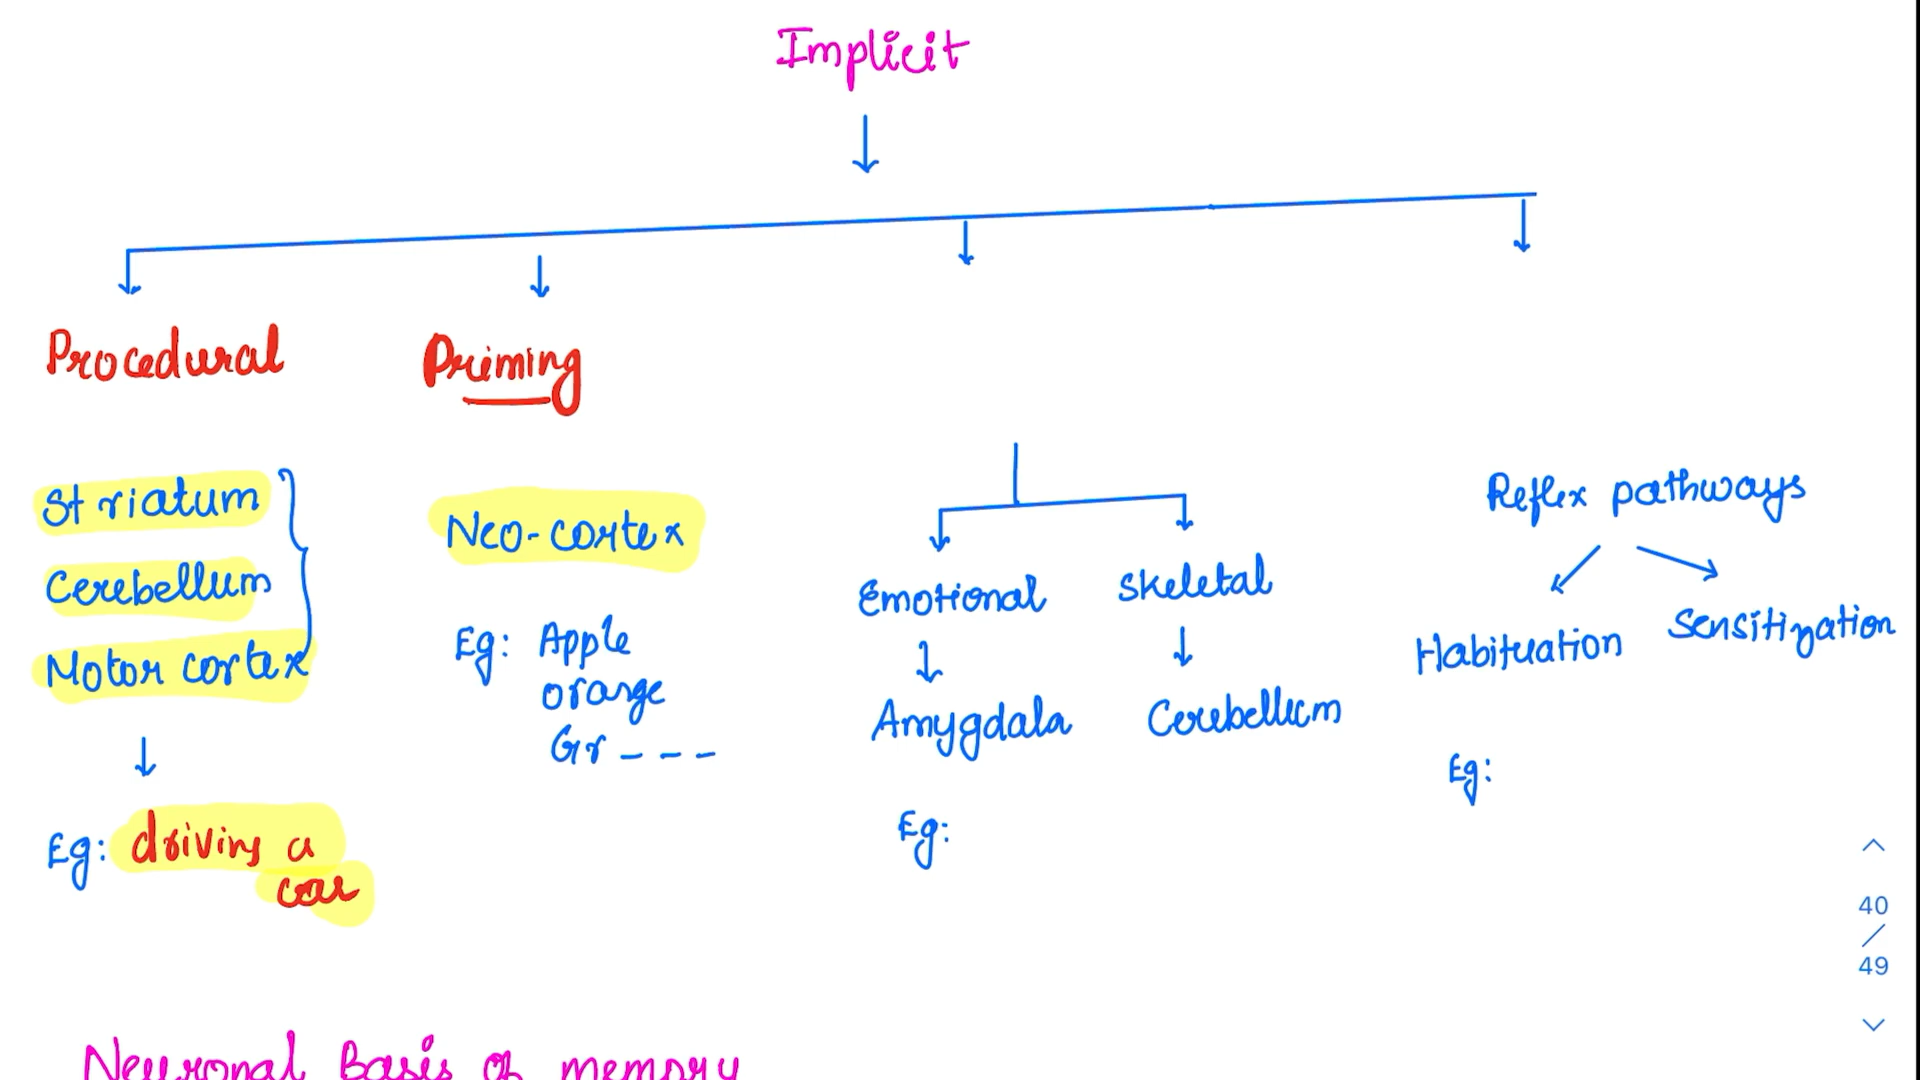 Implicit
Procedural
Priming
Striatum
Cerebellum
Motor cortex
Eg: driving a
car
Neo-cortex
Eg: Apple
orange
Gr - - -
Emotional
Skeletal
Amygdala
Cerebellum
Eg:
Reflex pathways
Habituation
Sensitization
Eg:
40
/
49
Neuronal Basis of memory